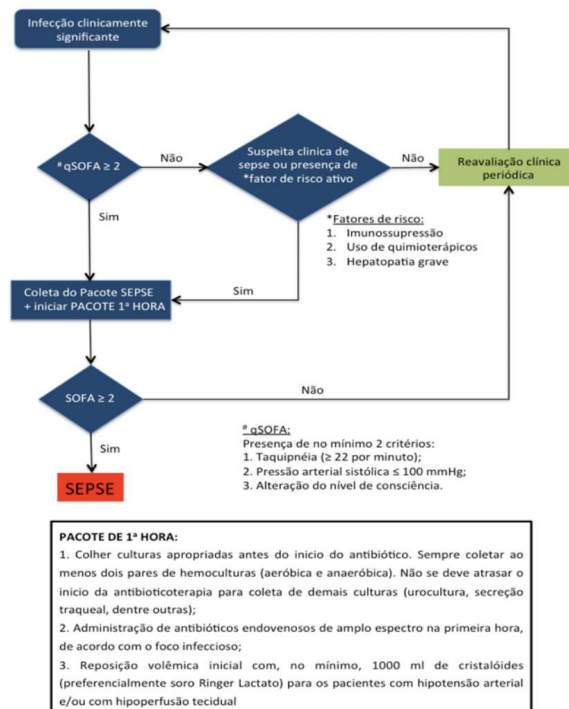 Infecção clinicamente
significante
# qSOFA ≥ 2
Não
Suspeita clinica de
sepse ou presença de
*fator de risco ativo
Não
Reavaliação clínica
periódica
Sim
*Fatores de risco:
1. Imunossupressão
2. Uso de quimioterápicos
3. Hepatopatia grave
Sim
Coleta do Pacote SEPSE
+ iniciar PACOTE 1ª HORA
SOFA ≥ 2
Não
Sim
SEPSE
# qSOFA:
Presença de no mínimo 2 critérios:
1. Taquipnéia (≥ 22 por minuto);
2. Pressão arterial sistólica ≤ 100 mmHg;
3. Alteração do nível de consciência.
PACOTE DE 1ª HORA:
1. Colher culturas apropriadas antes do inicio do antibiótico. Sempre coletar ao
menos dois pares de hemoculturas (aeróbica e anaeróbica). Não se deve atrasar o
inicio da antibioticoterapia para coleta de demais culturas (urocultura, secreção
traqueal, dentre outras);
2. Administração de antibióticos endovenosos de amplo espectro na primeira hora,
de acordo com o foco infeccioso;
3. Reposição volêmica inicial com, no mínimo, 1000 ml de cristalóides
(preferencialmente soro Ringer Lactato) para os pacientes com hipotensão arterial
e/ou com hipoperfusão tecidual